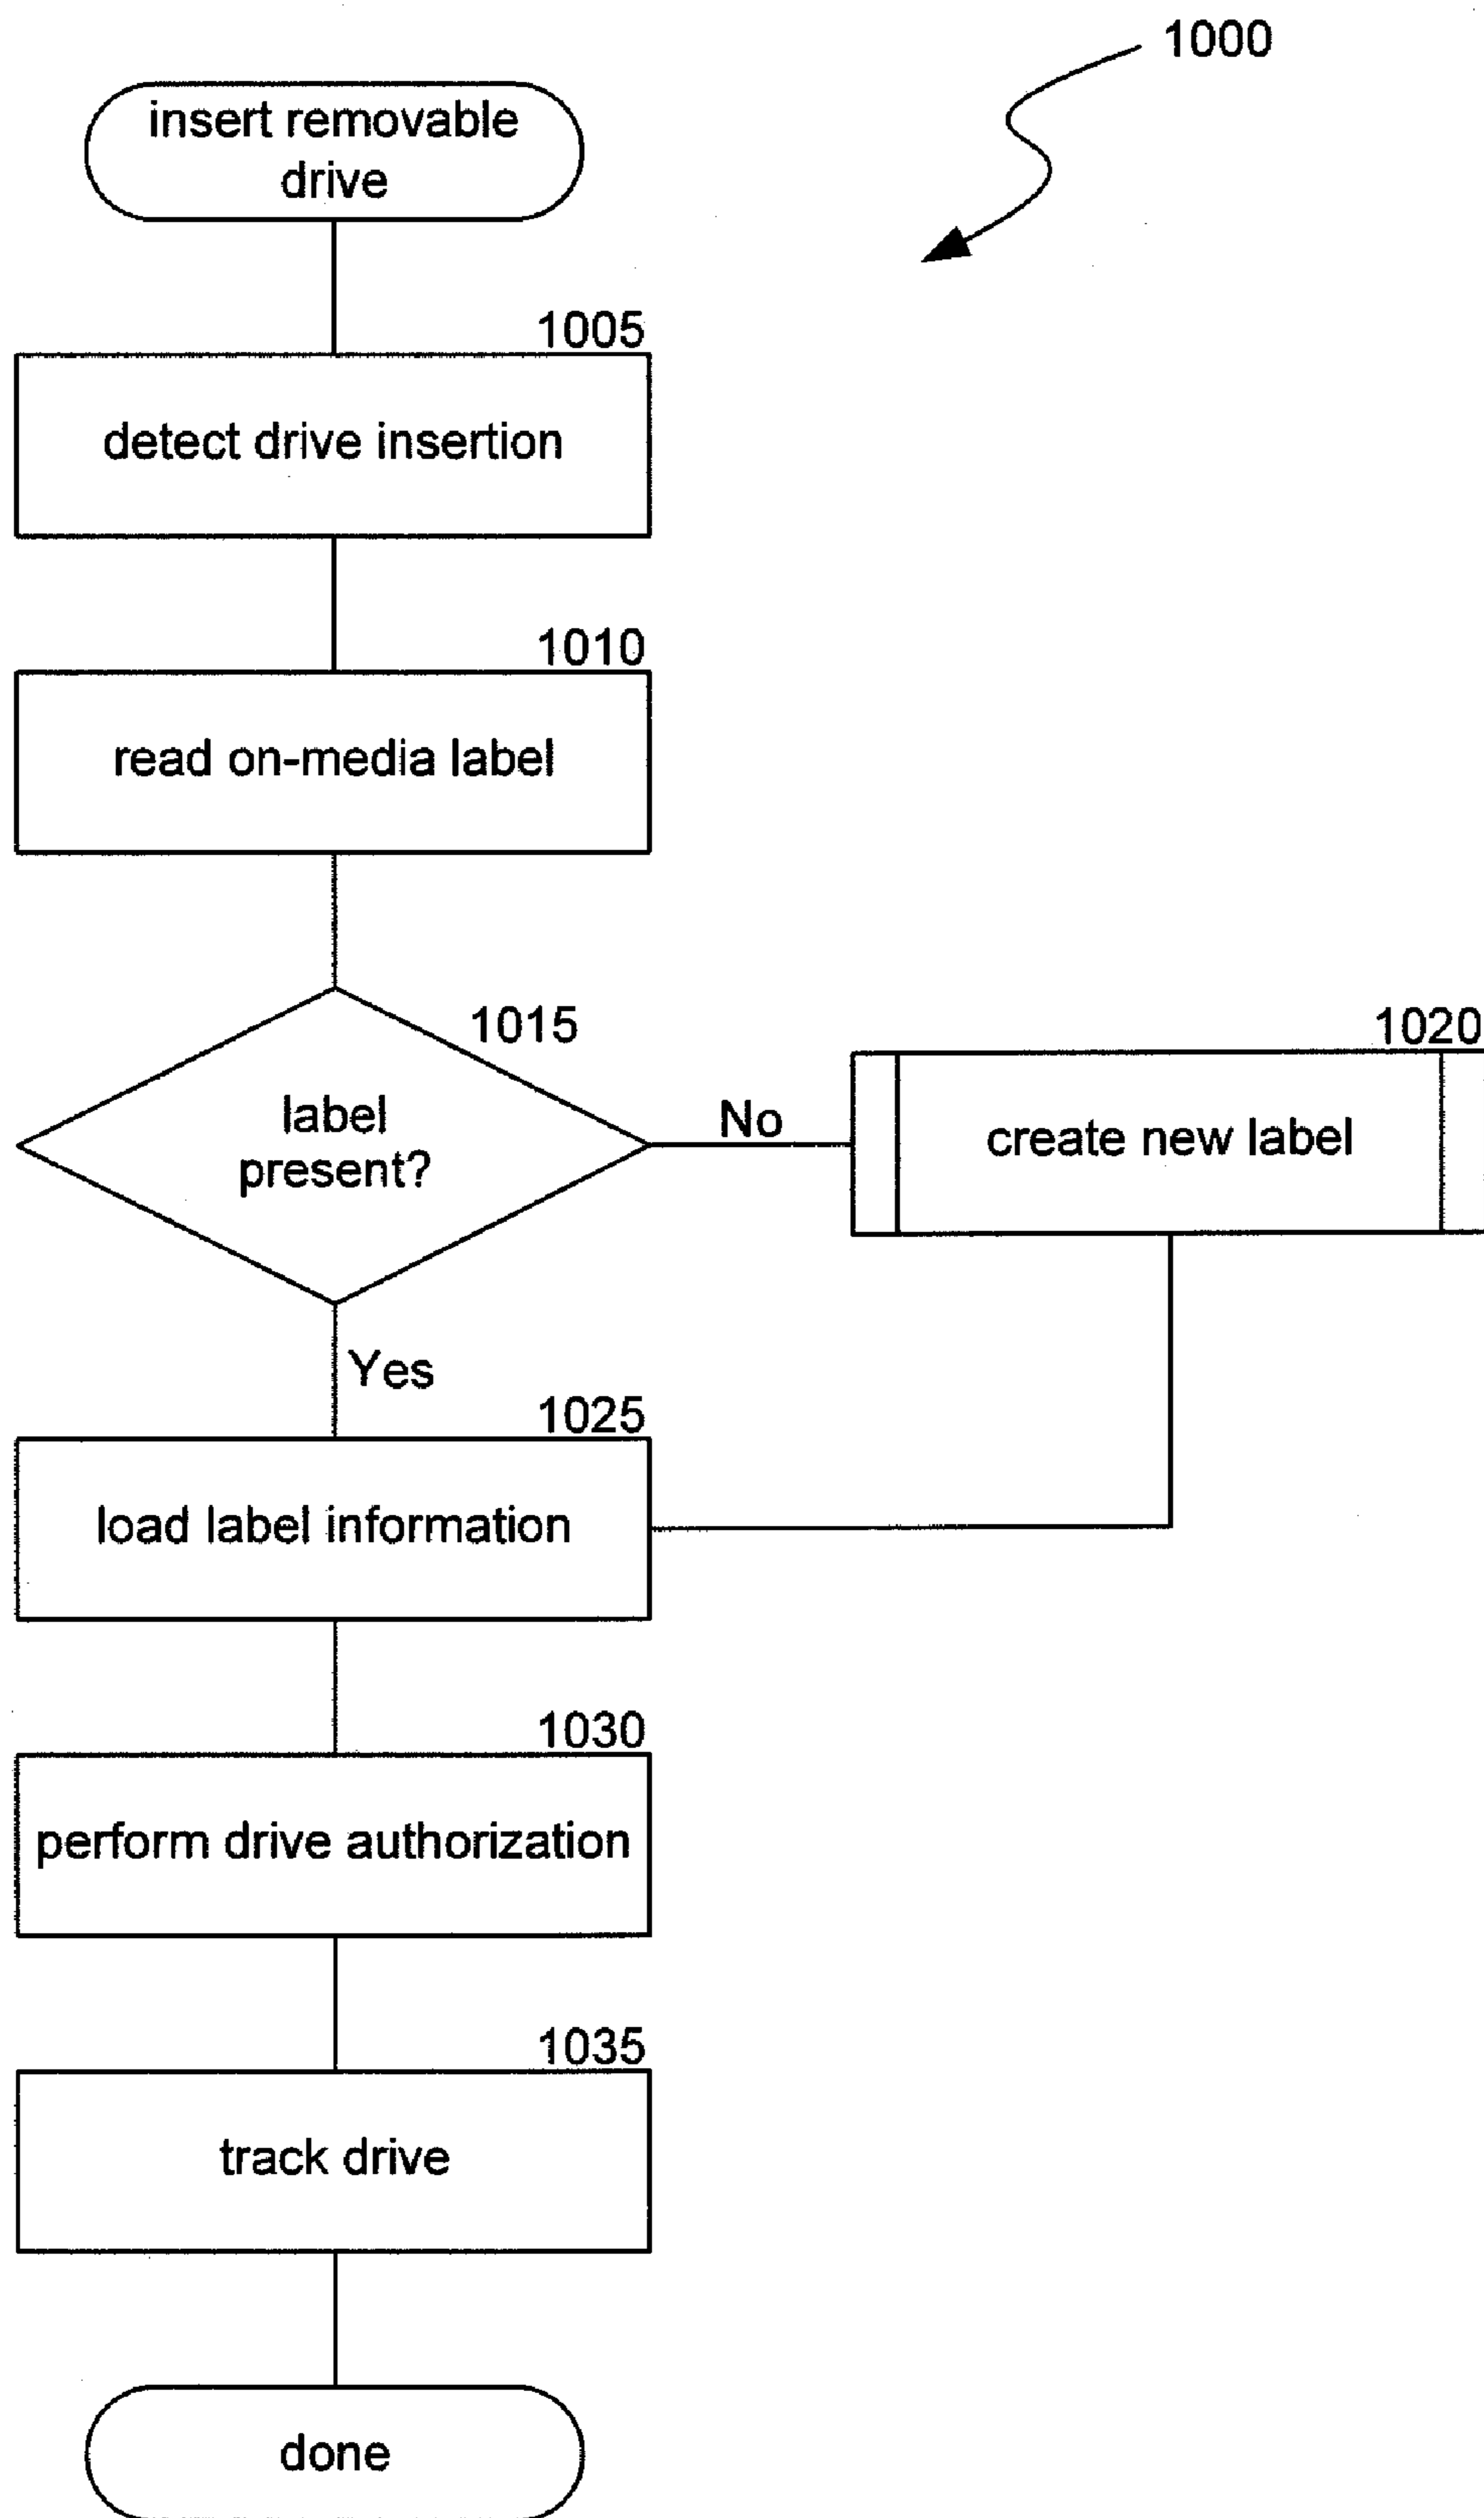 1000
insert removable
drive
1005
detect drive insertion
1010
read on-media label
1015
label
present?
No
1020
create new label
Yes
1025
load label information
1030
perform drive authorization
1035
track drive
done